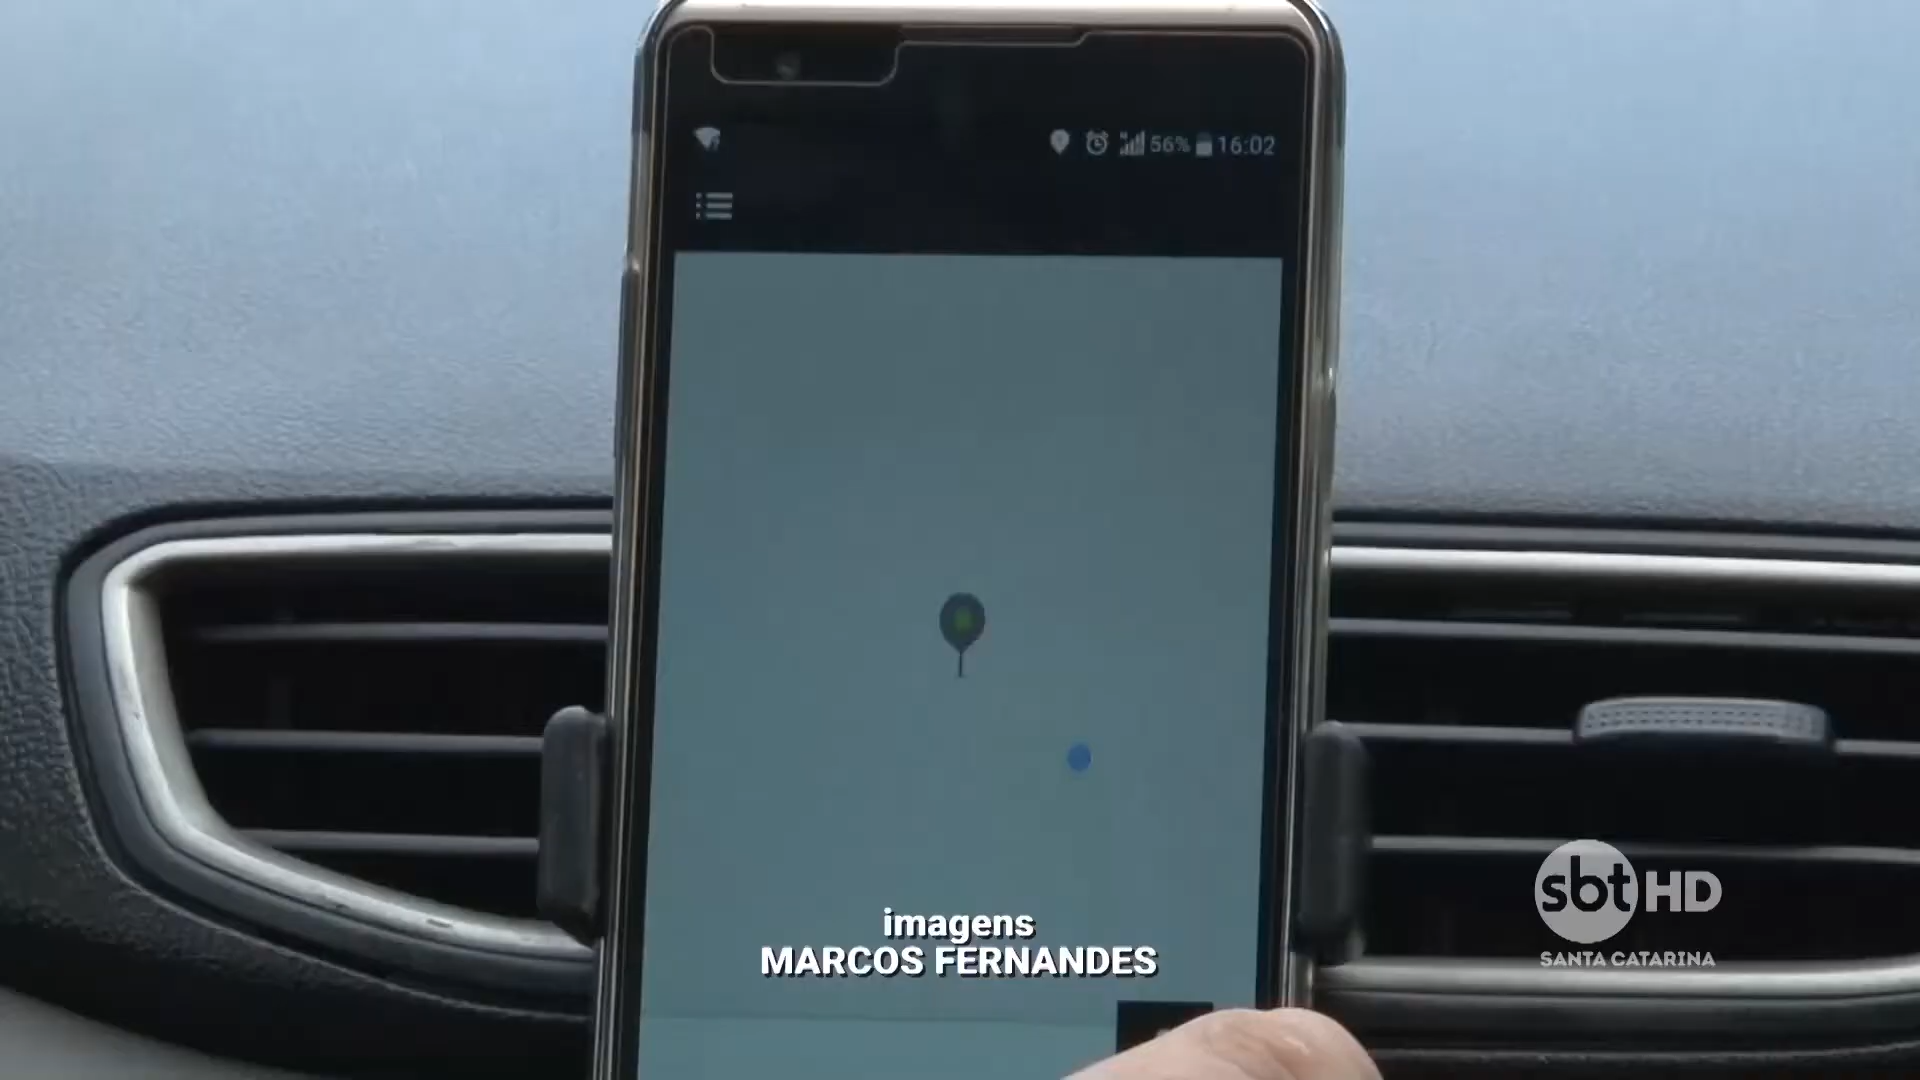 56% 16:02
imagens
MARCOS FERNANDES
sbt HD
SANTA CATARINA